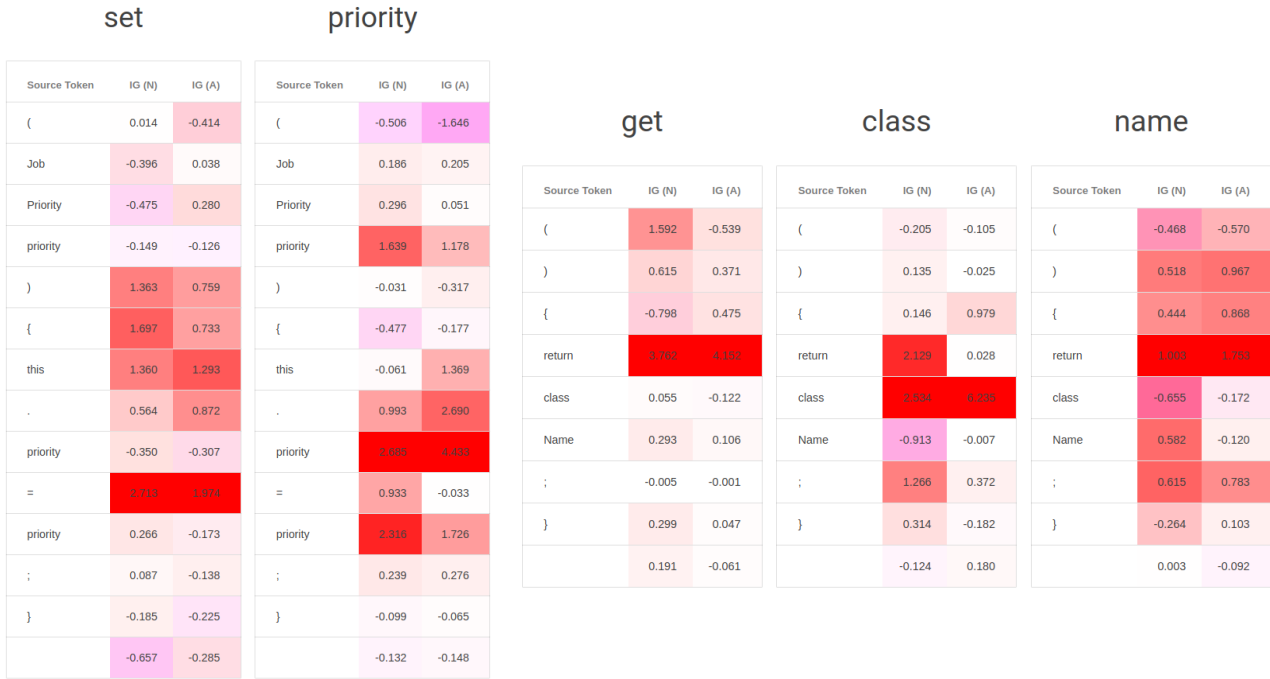 set
Source Token IG (N) IG (A)
( 0.014 -0.414
Job -0.396 0.038
Priority -0.475 0.280
priority -0.149 -0.126
) 1.363 0.759
{ 1.697 0.733
this 1.360 1.293
. 0.564 0.872
priority -0.350 -0.307
= 2.713 1.974
priority 0.266 -0.173
; 0.087 -0.138
} -0.185 -0.225
-0.657 -0.285
priority
Source Token IG (N) IG (A)
( -0.506 -1.646
Job 0.186 0.205
Priority 0.296 0.051
priority 1.639 1.178
) -0.031 -0.317
{ -0.477 -0.177
this -0.061 1.369
. 0.993 2.690
priority 4.433
= 0.933 -0.033
priority 2.316 1.726
; 0.239 0.276
} -0.099 -0.065
-0.132 -0.148
get
Source Token IG (N) IG (A)
( 1.592 -0.539
) 0.615 0.371
{ -0.798 0.475
return 3.762 4.152
class 0.055 -0.122
Name 0.293 0.106
; -0.005 -0.001
} 0.299 0.047
0.191 -0.061
class
Source Token IG (N) IG (A)
( -0.205 -0.105
) 0.135 -0.025
{ 0.146 0.979
return -2.129 0.028
class 2.534 6.235
Name -0.913 -0.007
; 1.266 0.372
} 0.314 -0.182
-0.124 0.180
name
Source Token IG (N) IG (A)
( -0.468 -0.570
) 0.518 0.967
{ 0.444 0.868
return 1.003 1.753
class -0.655 -0.172
Name 0.582 -0.120
; 0.615 0.783
} -0.264 0.103
0.003 -0.092